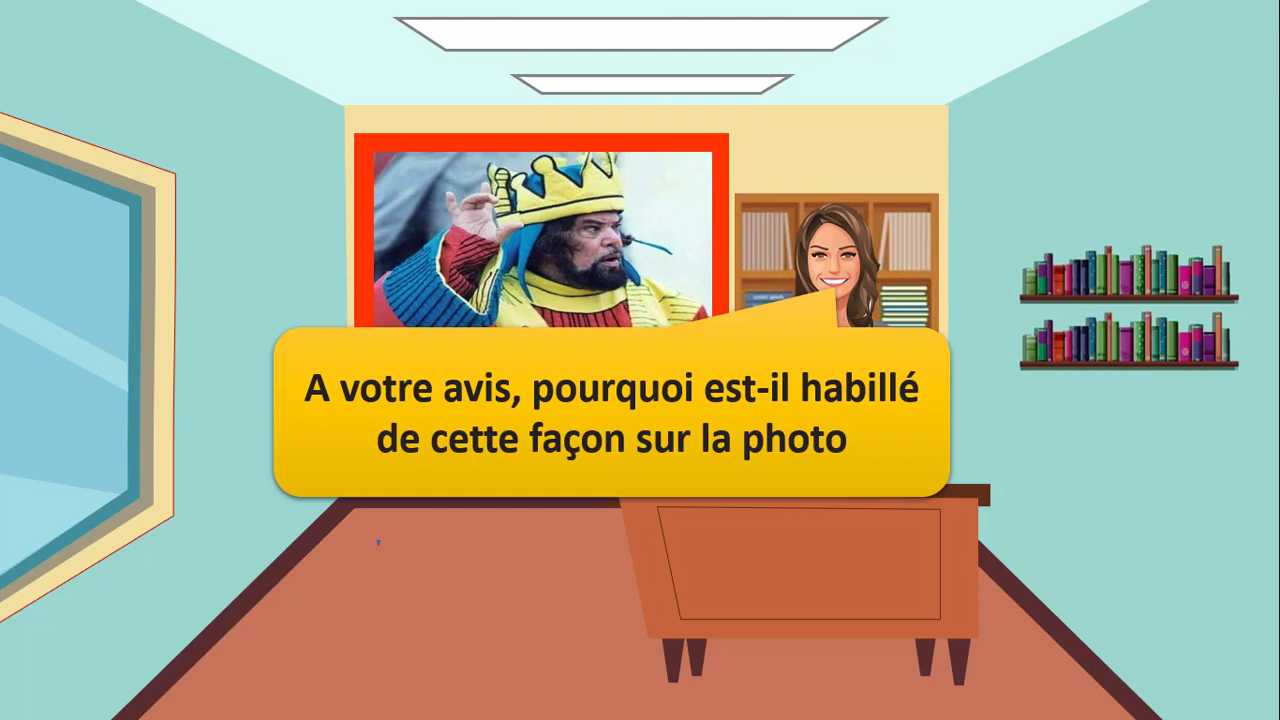 A votre avis, pourquoi est-il habillé
de cette façon sur la photo